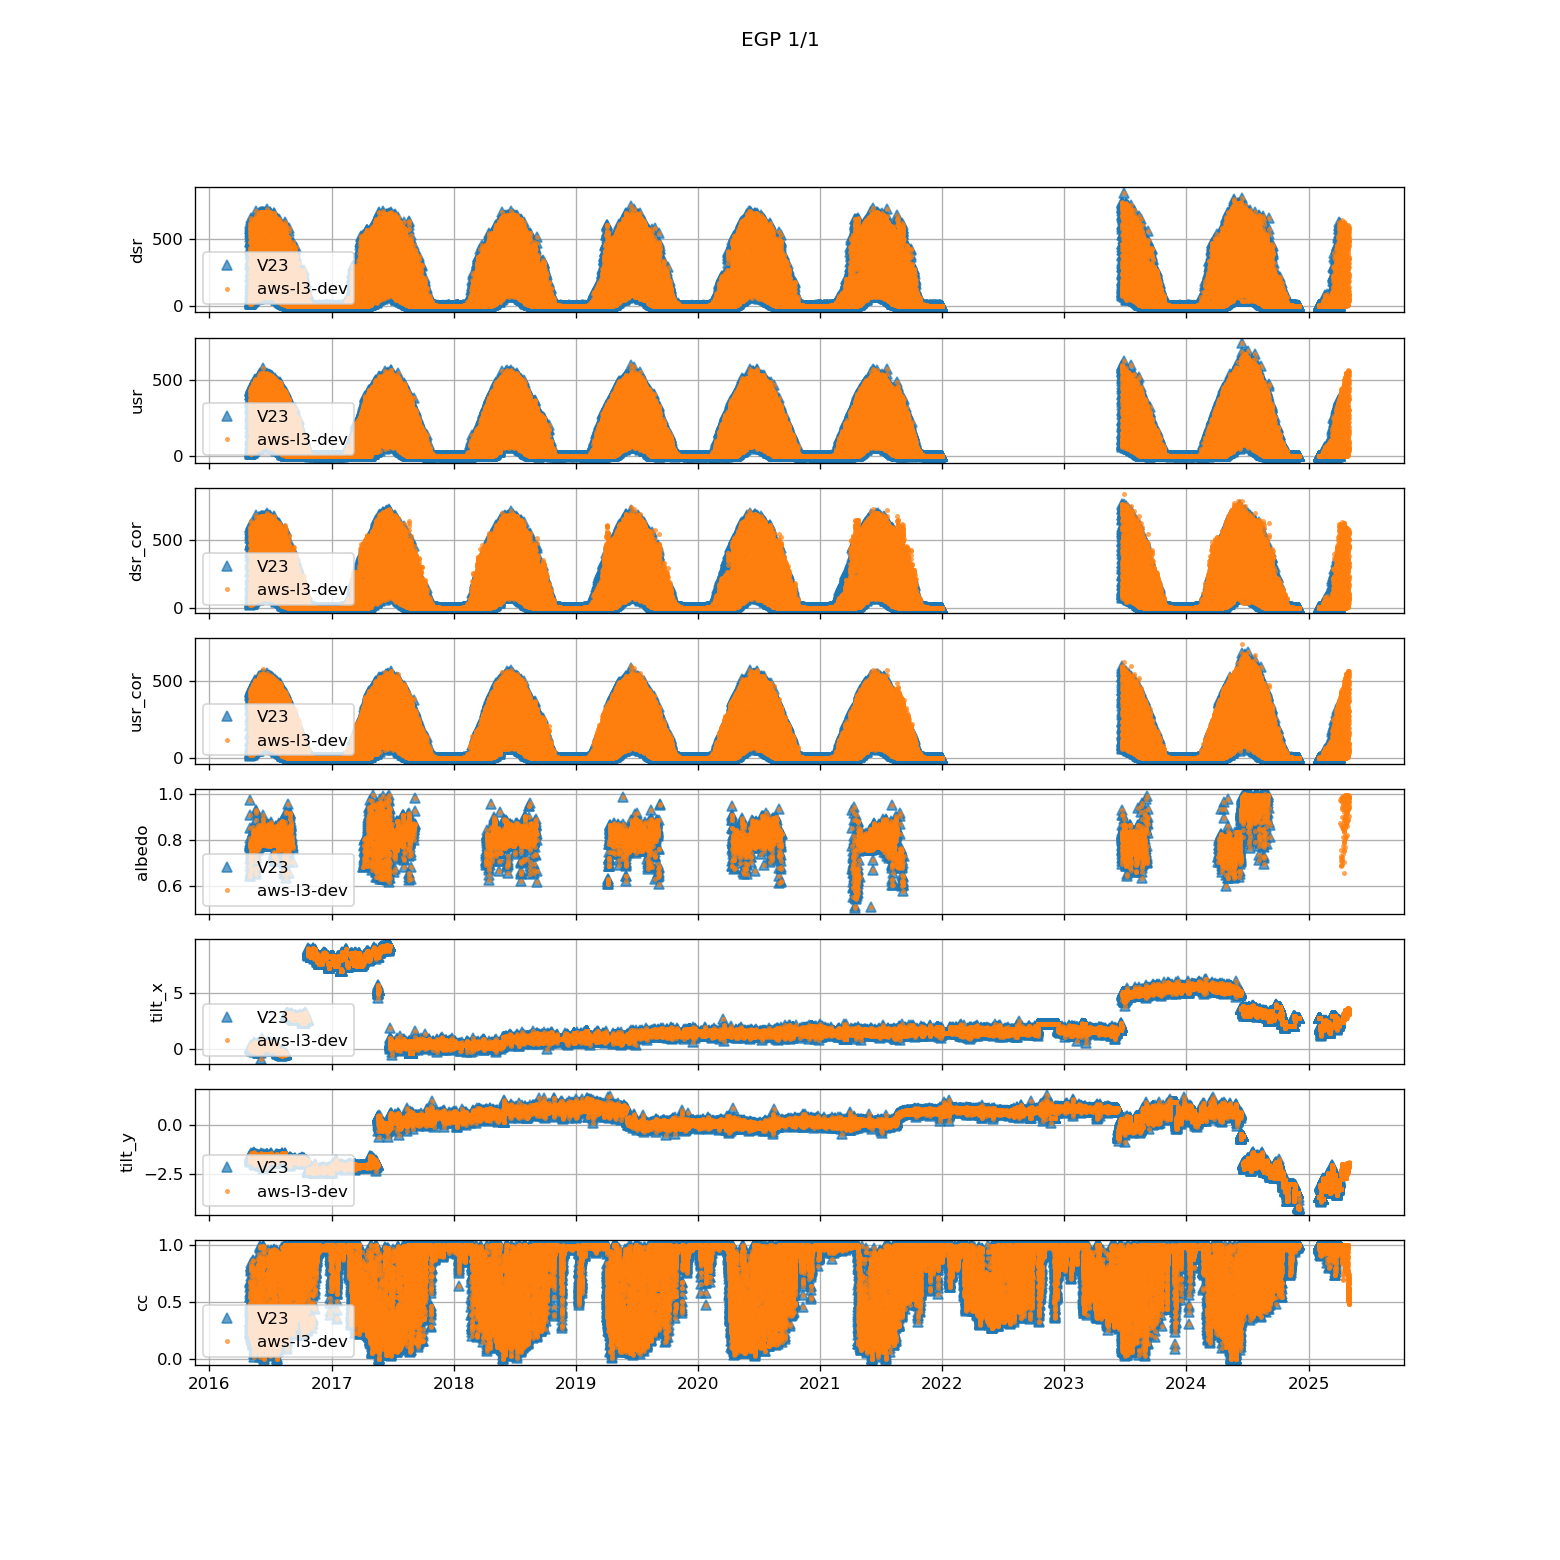 EGP 1/1
dsr
500
0
V23
aws-l3-dev
usr
500
0
V23
aws-l3-dev
dsr_cor
500
0
V23
aws-l3-dev
usr_cor
500
0
V23
aws-l3-dev
albedo
1.0
0.8
0.6
V23
aws-l3-dev
tilt_x
5
0
V23
aws-l3-dev
tilt_y
0.0
−2.5
V23
aws-l3-dev
cc
1.0
0.5
0.0
V23
aws-l3-dev
2016 2017 2018 2019 2020 2021 2022 2023 2024 2025